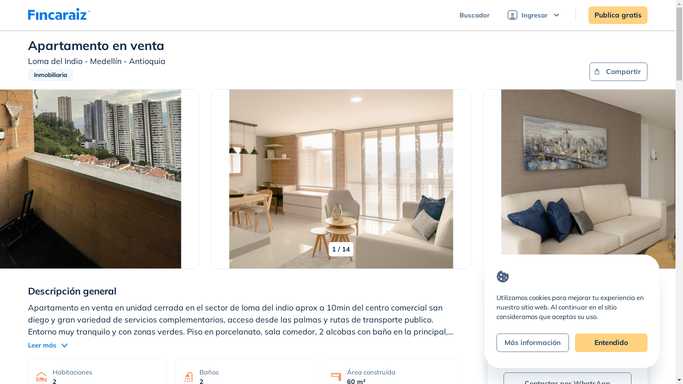 Fincaraiz
Buscador
Ingresar
Publica gratis
Apartamento en venta
Loma del Indio - Medellín - Antioquia
Inmobiliaria
Compartir
1 / 14
Descripción general
Apartamento en venta en unidad cerrada en el sector de loma del indio aprox a 10min del centro comercial san
diego y gran variedad de servicios complementarios, acceso desde las palmas y rutas de transporte publico.
Entorno muy tranquilo y con zonas verdes. Piso en porcelanato, sala comedor, 2 alcobas con baño en la principal,...
Leer más
Habitaciones
2
Baños
2
Área construida
60 m²
Utilizamos cookies para mejorar tu experiencia en
nuestro sitio web. Al continuar en el sitio
consideramos que aceptas su uso.
Más información
Entendido
Contactar por WhatsApp